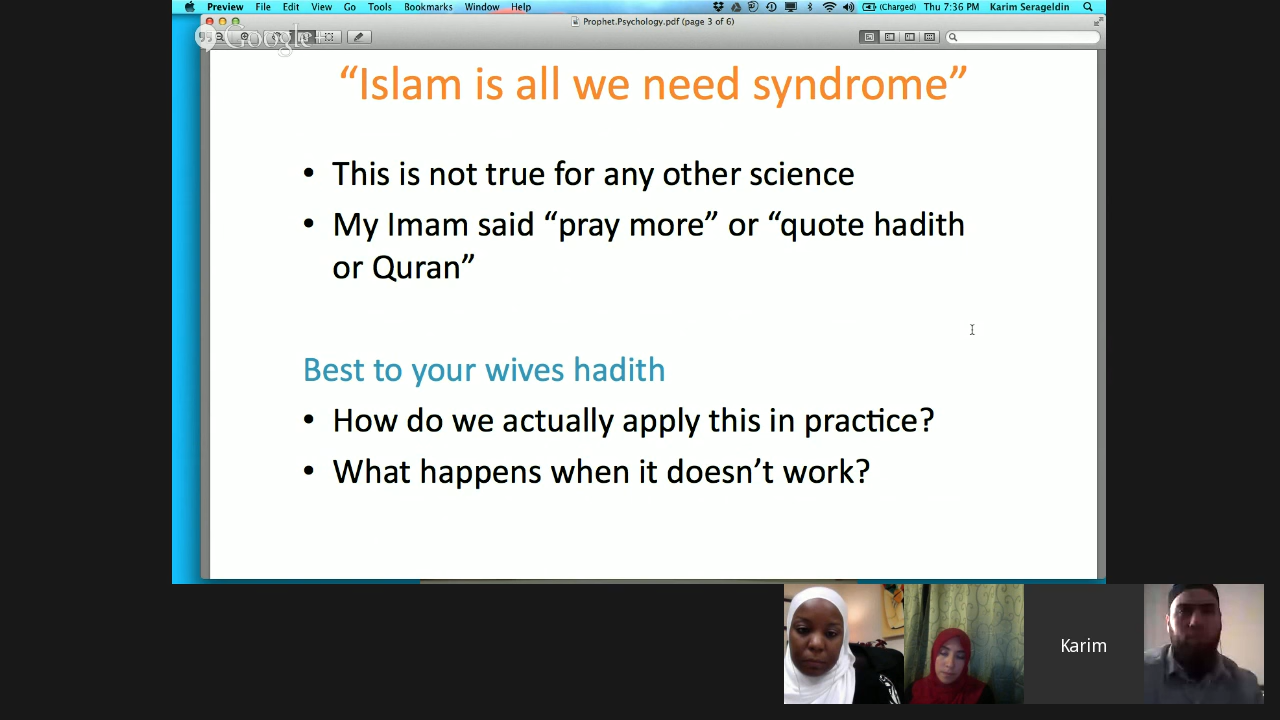 Preview File Edit View Go Tools Bookmarks Window Help (Charged) Thu 7:36 PM Karim Serageldin
Prophet.Psychology.pdf (page 3 of 6)
Google+
“Islam is all we need syndrome”
• This is not true for any other science
• My Imam said “pray more” or “quote hadith
or Quran”
Best to your wives hadith
• How do we actually apply this in practice?
• What happens when it doesn’t work?
Karim